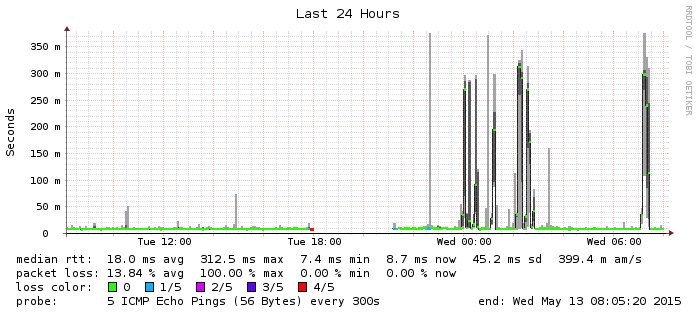 Last 24 Hours
RRDTOOL / TOBI OETIKER
Seconds
350 m
300 m
250 m
200 m
150 m
100 m
50 m
0
Tue 12:00 Tue 18:00 Wed 00:00 Wed 06:00
median rtt: 18.0 ms avg 312.5 ms max 7.4 ms min 8.7 ms now 45.2 ms sd 399.4 m am/s
packet loss: 13.84 % avg 100.00 % max 0.00 % min 0.00 % now
loss color: 0 1/5 2/5 3/5 4/5
probe: 5 ICMP Echo Pings (56 Bytes) every 300s end: Wed May 13 08:05:20 2015